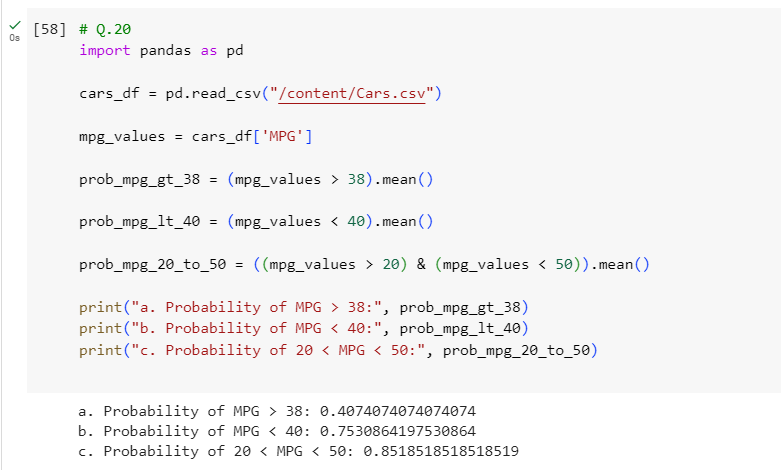 [58] # Q.20
0s
import pandas as pd
cars_df = pd.read_csv("/content/Cars.csv")
mpg_values = cars_df['MPG']
prob_mpg_gt_38 = (mpg_values > 38).mean()
prob_mpg_lt_40 = (mpg_values < 40).mean()
prob_mpg_20_to_50 = ((mpg_values > 20) & (mpg_values < 50)).mean()
print("a. Probability of MPG > 38:", prob_mpg_gt_38)
print("b. Probability of MPG < 40:", prob_mpg_lt_40)
print("c. Probability of 20 < MPG < 50:", prob_mpg_20_to_50)
a. Probability of MPG > 38: 0.4074074074074074
b. Probability of MPG < 40: 0.7530864197530864
c. Probability of 20 < MPG < 50: 0.8518518518518519